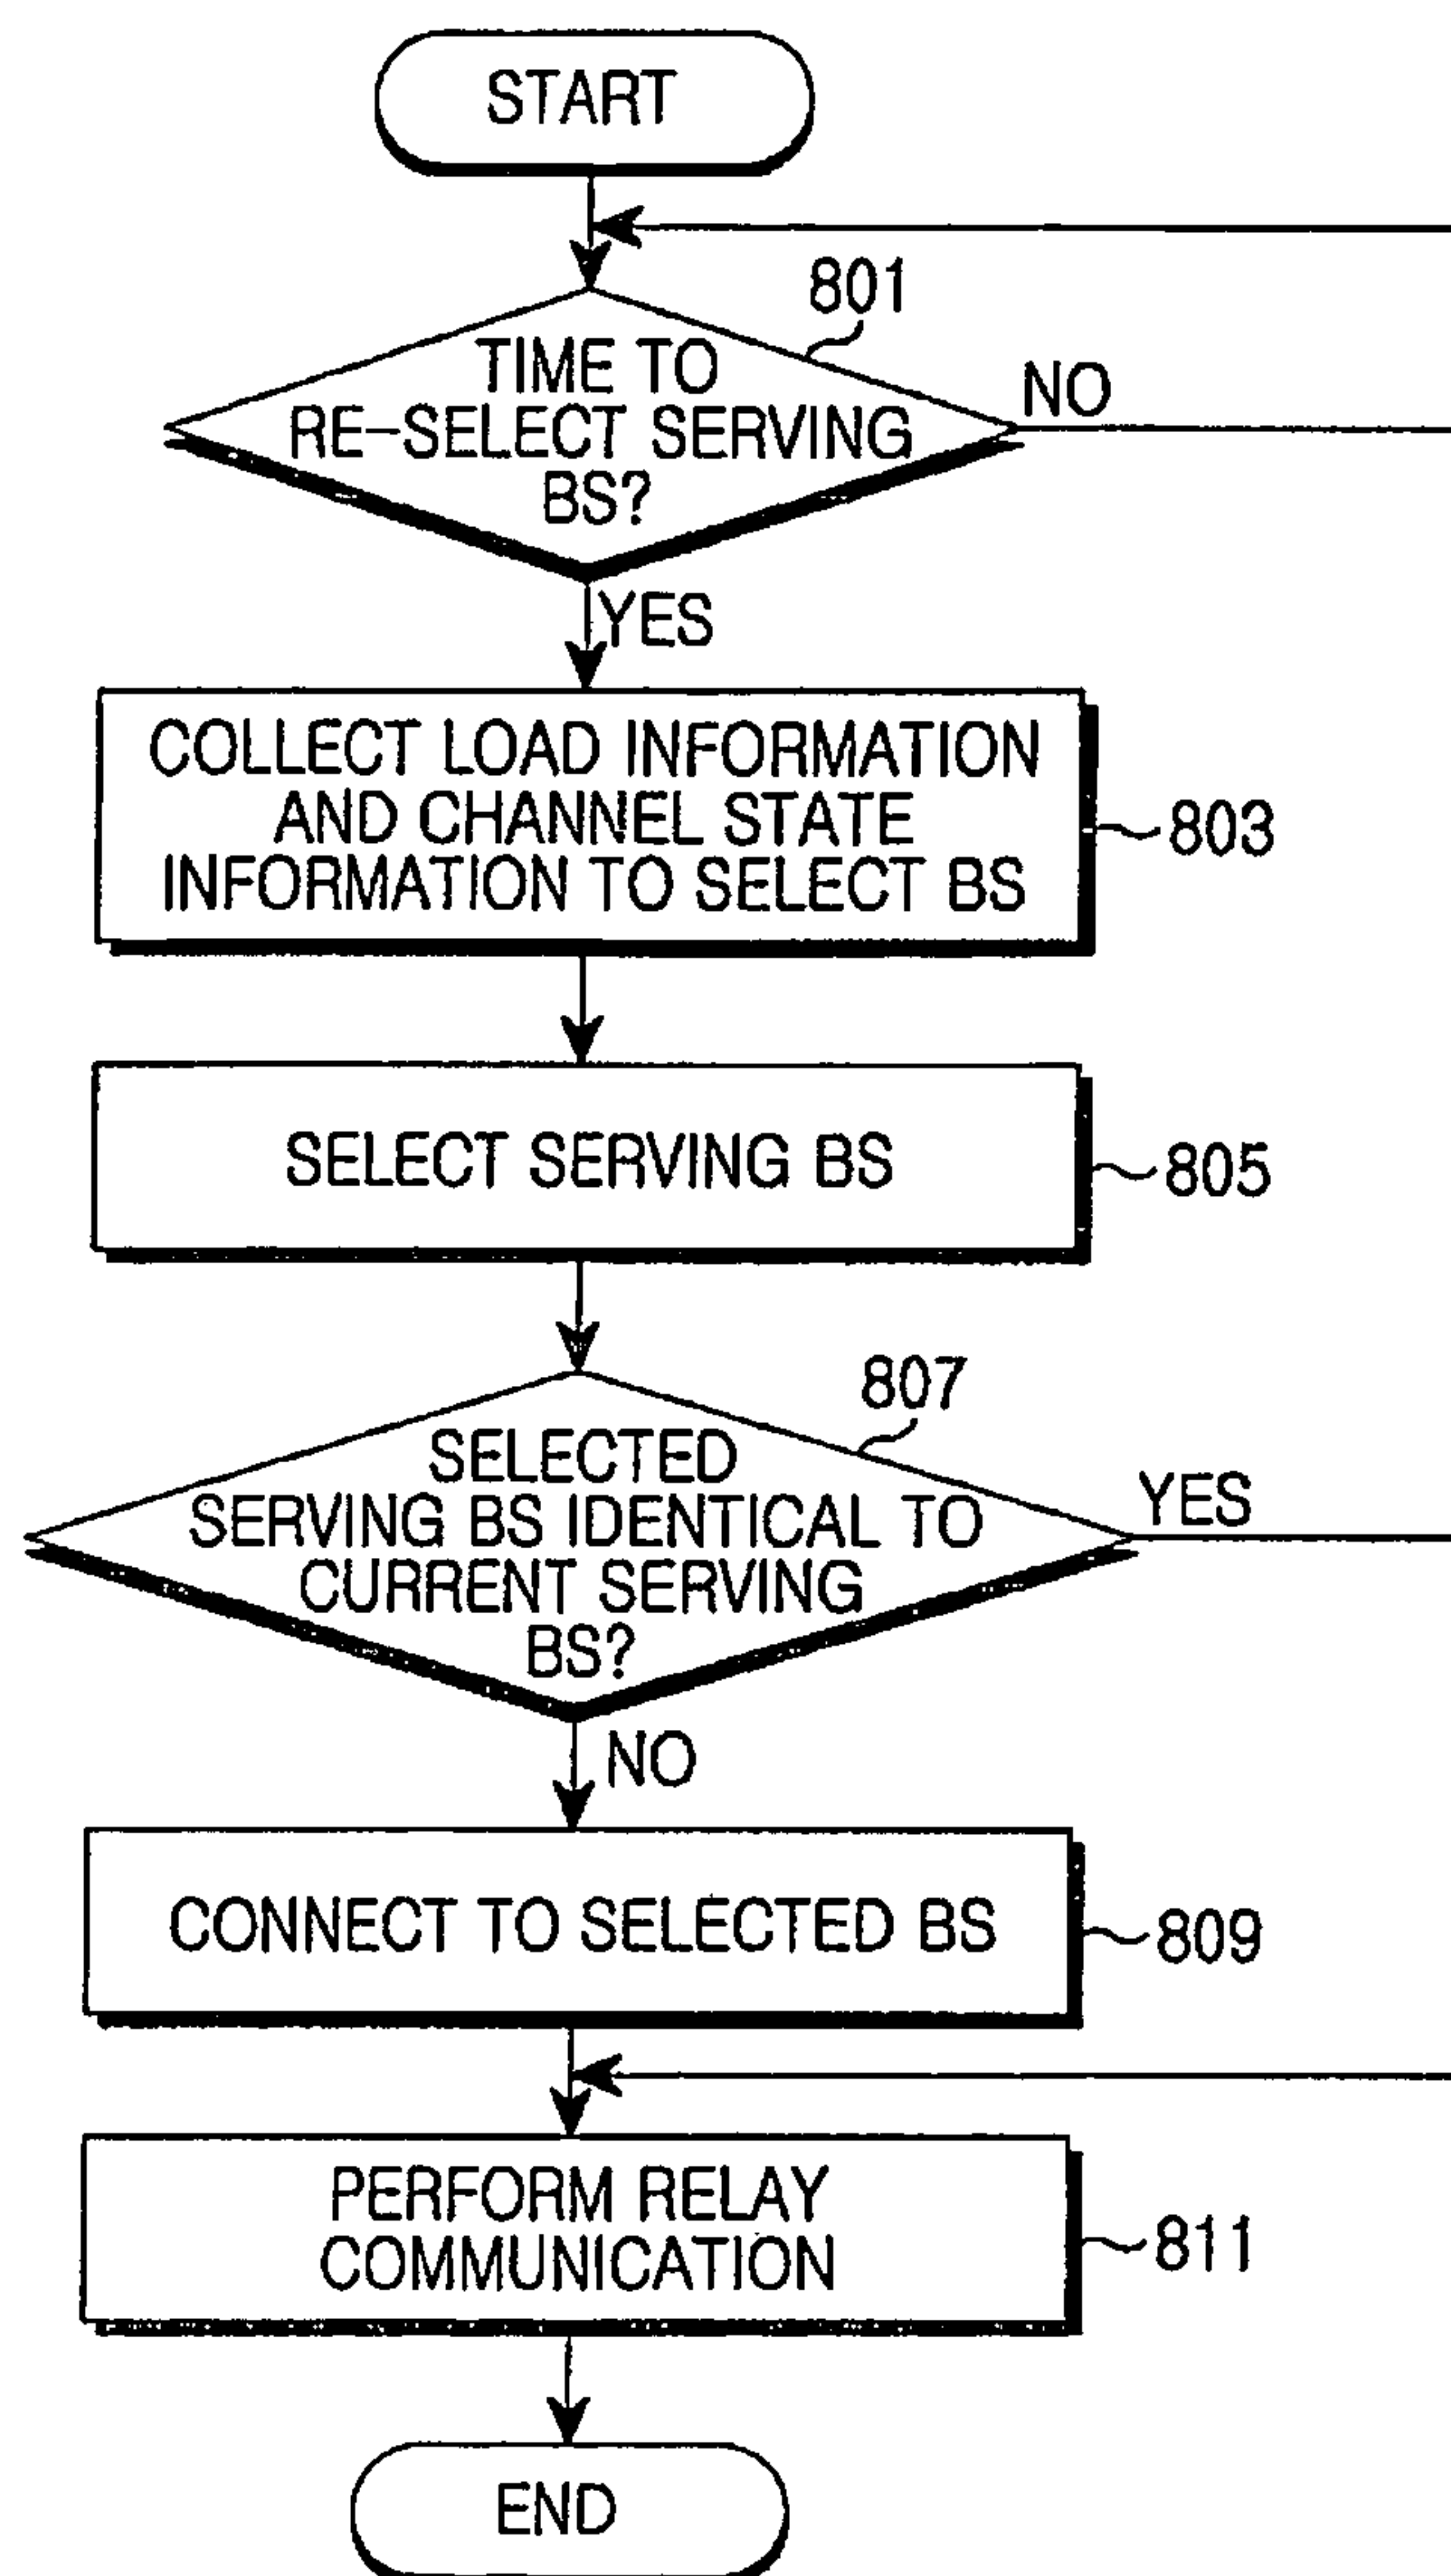 START
801
TIME TO
RE-SELECT SERVING
BS?
NO
YES
COLLECT LOAD INFORMATION
AND CHANNEL STATE
INFORMATION TO SELECT BS
803
SELECT SERVING BS
805
807
SELECTED
SERVING BS IDENTICAL TO
CURRENT SERVING
BS?
YES
NO
CONNECT TO SELECTED BS
809
PERFORM RELAY
COMMUNICATION
811
END